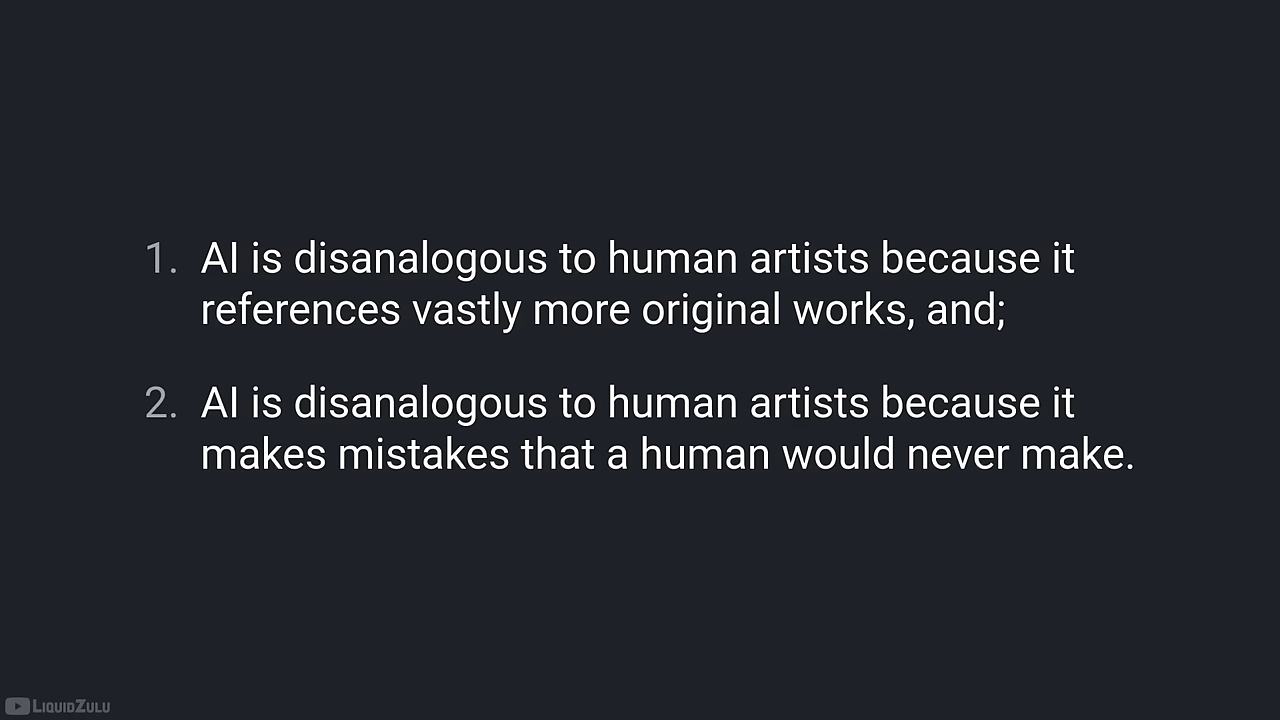 1. AI is disanalogous to human artists because it
references vastly more original works, and;
2. AI is disanalogous to human artists because it
makes mistakes that a human would never make.
LiquidZulu